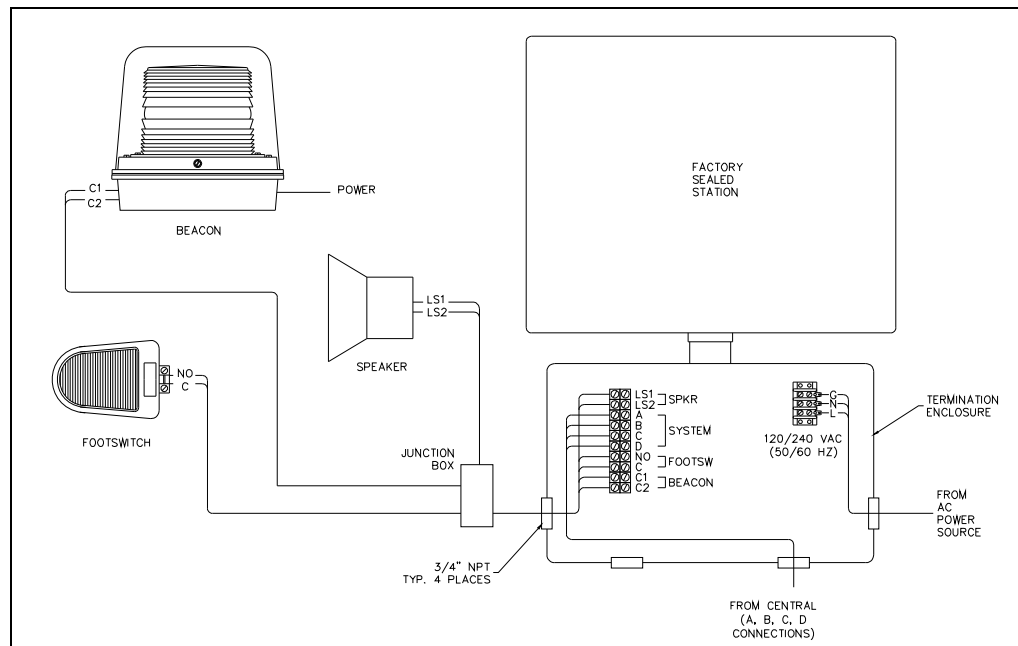 FACTORY
SEALED
STATION
C1
C2
POWER
BEACON
LS1
LS2
SPEAKER
NO
C
FOOTSWITCH
JUNCTION
BOX
LS1
LS2
SPKR
A
B
C
D
SYSTEM
NO
C
FOOTSW
C1
C2
BEACON
G
N
L
120/240 VAC
(50/60 HZ)
TERMINATION
ENCLOSURE
FROM
AC
POWER
SOURCE
3/4" NPT
TYP. 4 PLACES
FROM CENTRAL
(A, B, C, D
CONNECTIONS)